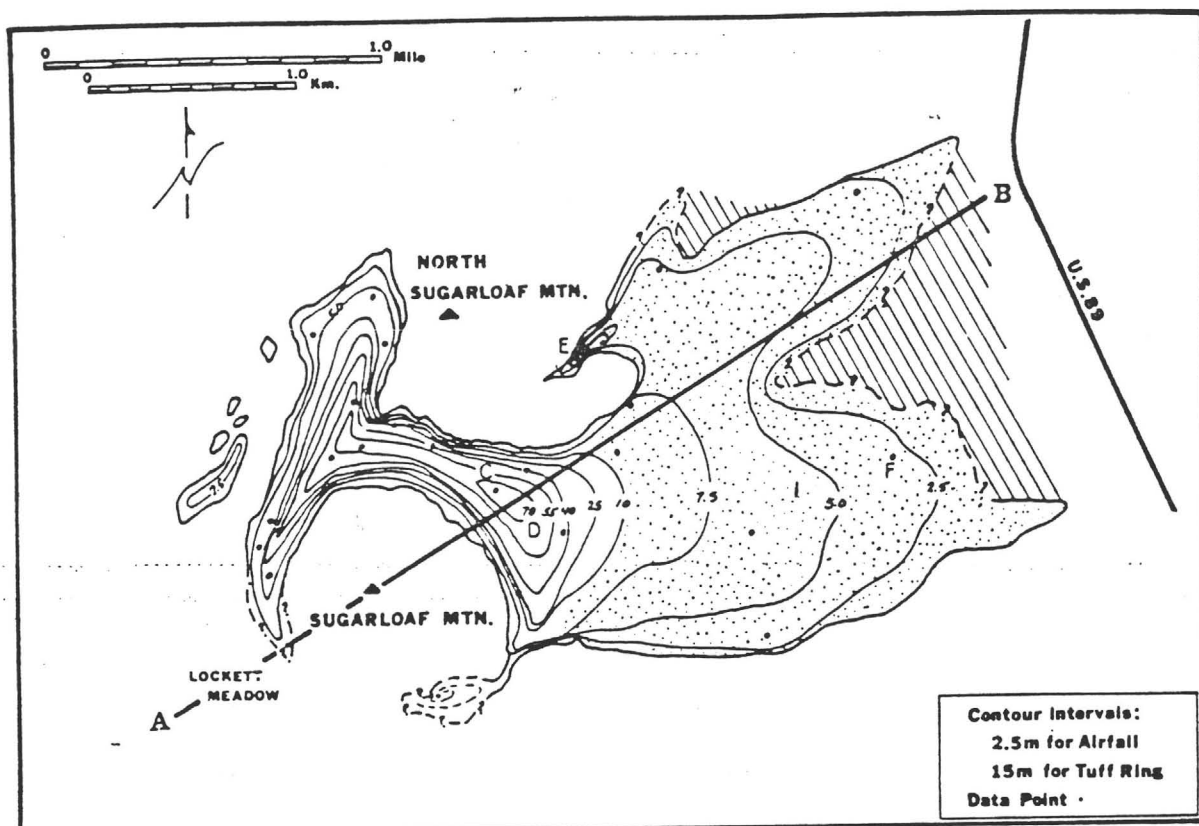 0 1.0 Mile
0 1.0 Km.
N
B
NORTH
SUGARLOAF MTN.
U.S. 89
E
?
?
?
?
?
?
?
?
F
7.5
70 55 40 25 10
7.5
5.0
2.5
D
?
?
SUGARLOAF MTN.
LOCKETT
MEADOW
A
Contour Intervals:
2.5m for Airfall
15m for Tuff Ring
Data Point ·